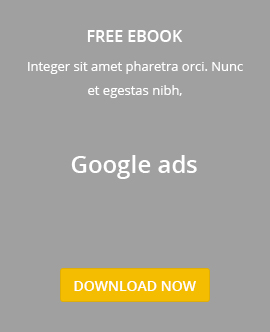 FREE EBOOK
Integer sit amet pharetra orci. Nunc
et egestas nibh,
Google ads
DOWNLOAD NOW